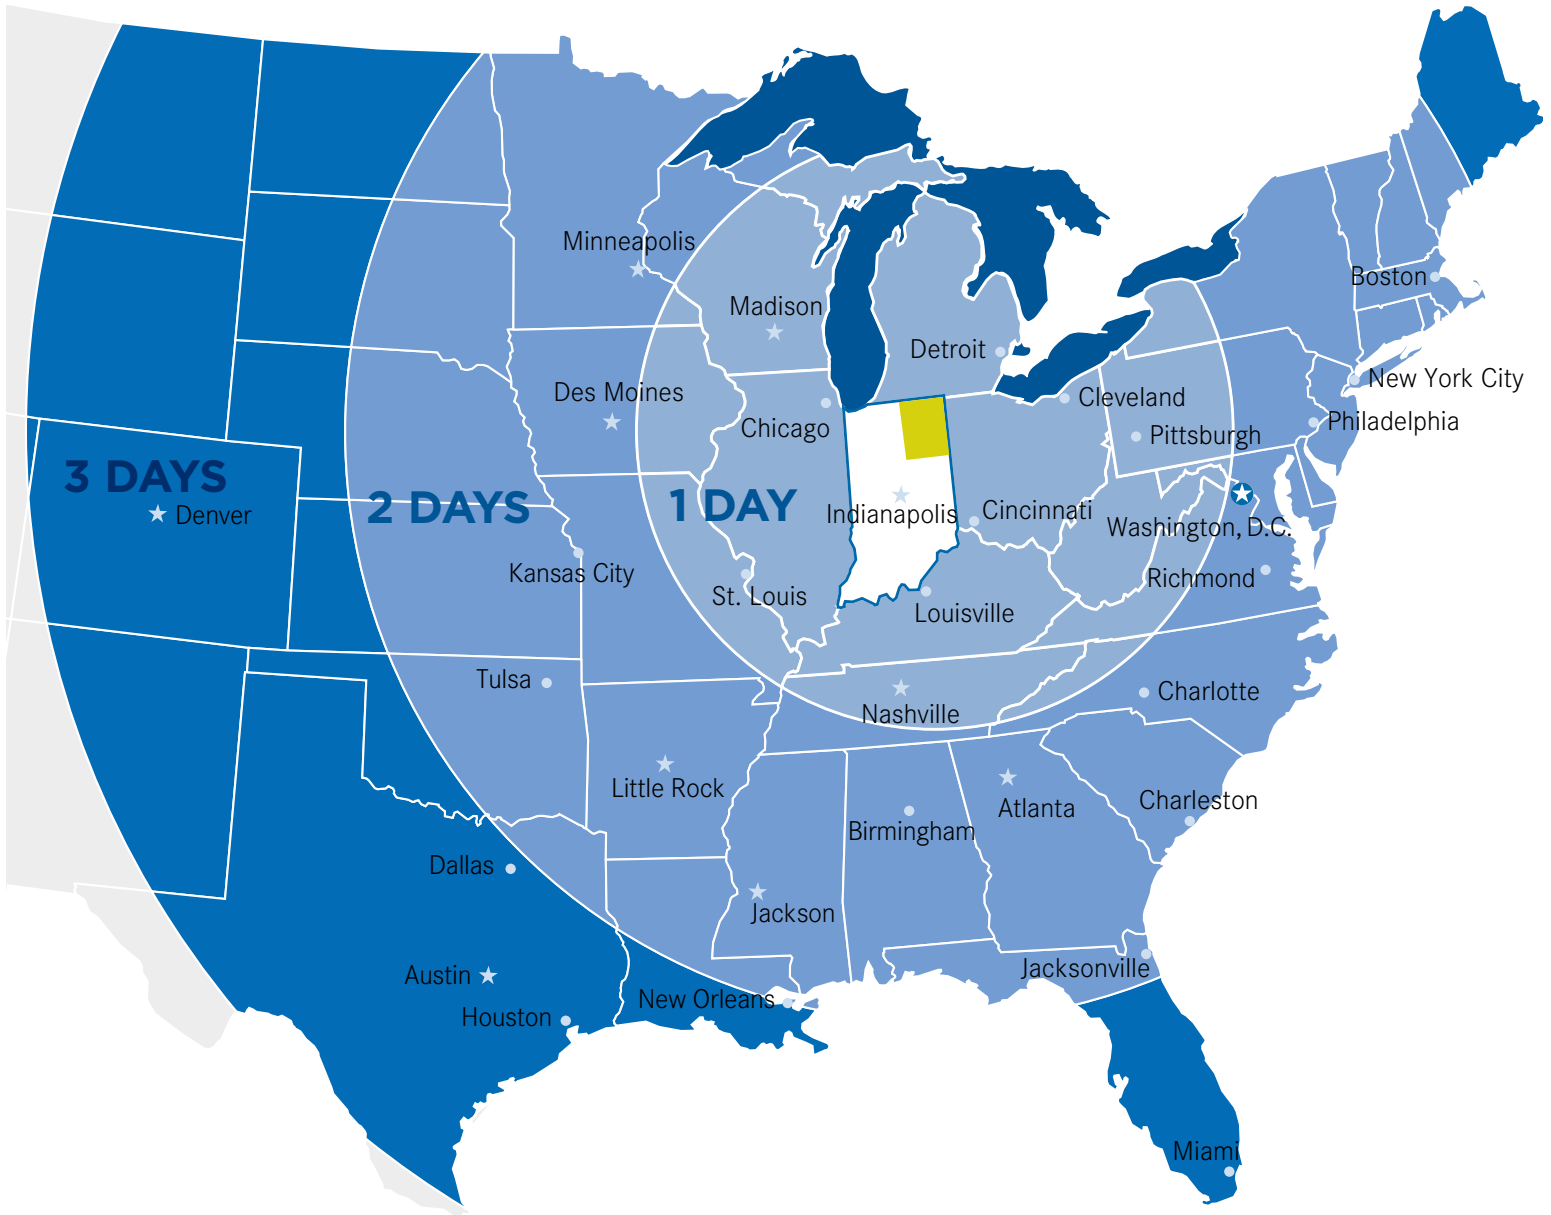 Minneapolis
Boston
Madison
Detroit
New York City
Des Moines
Cleveland
Chicago
Philadelphia
Pittsburgh
3 DAYS
2 DAYS
1 DAY
Denver
Indianapolis
Cincinnati
Washington, D.C.
Kansas City
Richmond
St. Louis
Louisville
Tulsa
Charlotte
Nashville
Little Rock
Charleston
Atlanta
Birmingham
Dallas
Jackson
Jacksonville
Austin
New Orleans
Houston
Miami